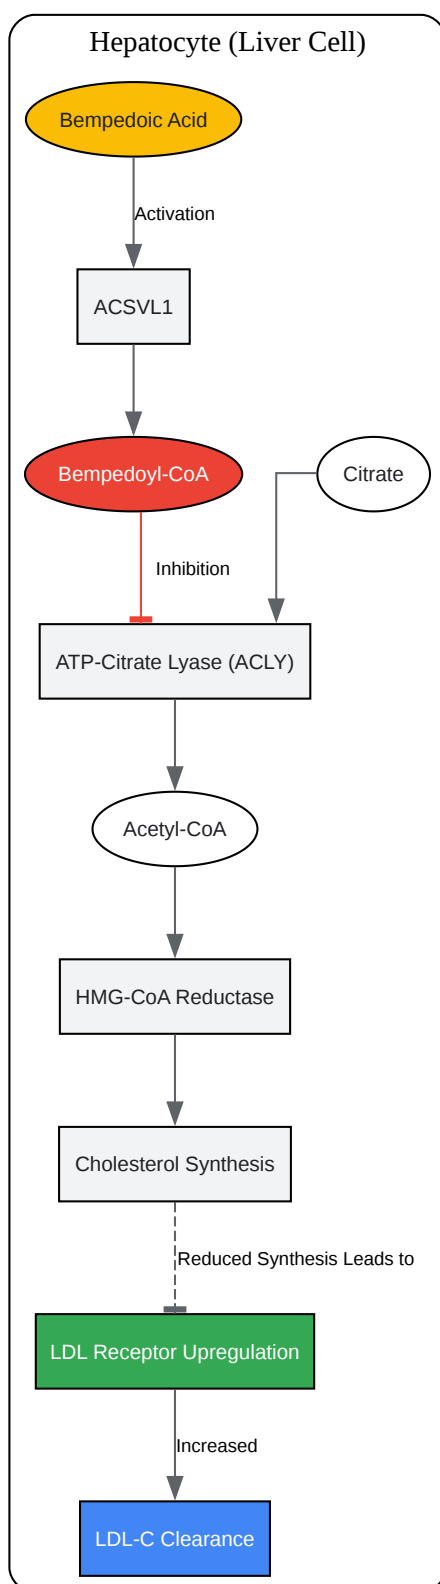 Hepatocyte (Liver Cell)
Bempedoic Acid
Activation
ACSVL1
Bempedoyl-CoA
Citrate
Inhibition
ATP-Citrate Lyase (ACLY)
Acetyl-CoA
HMG-CoA Reductase
Cholesterol Synthesis
Reduced Synthesis Leads to
LDL Receptor Upregulation
Increased
LDL-C Clearance